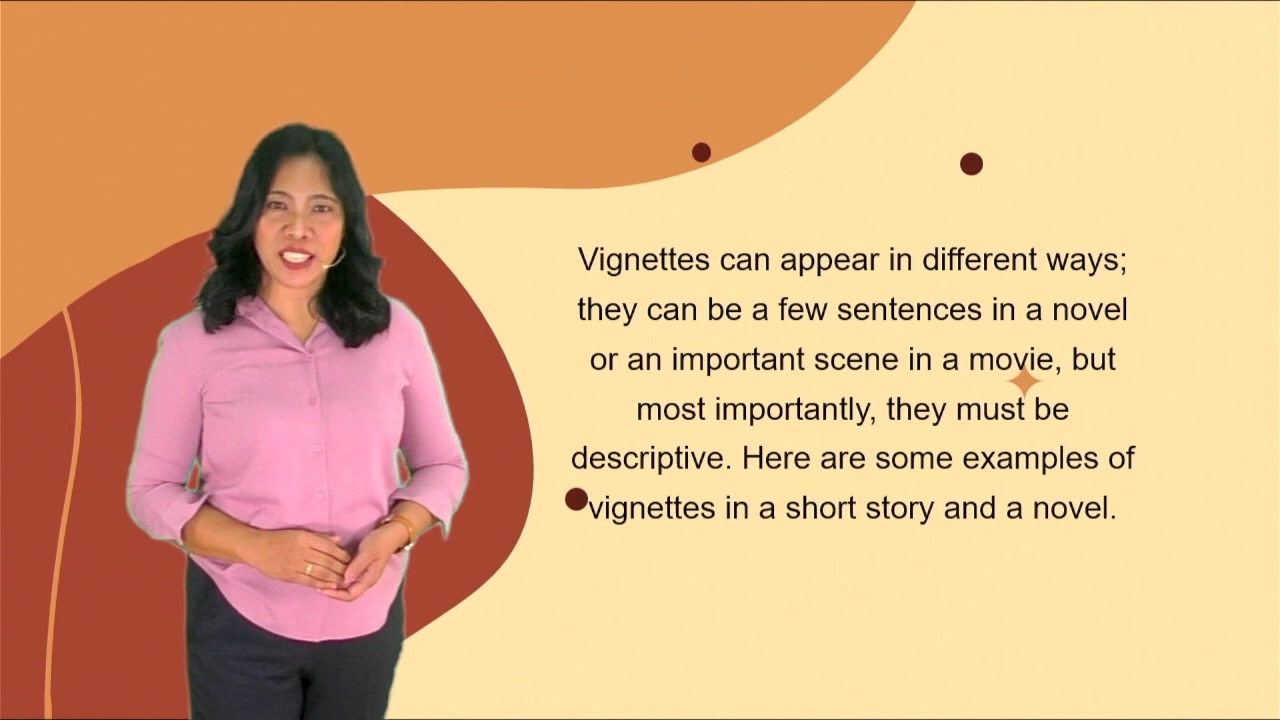 Vignettes can appear in different ways;
they can be a few sentences in a novel
or an important scene in a movie, but
most importantly, they must be
descriptive. Here are some examples of
vignettes in a short story and a novel.